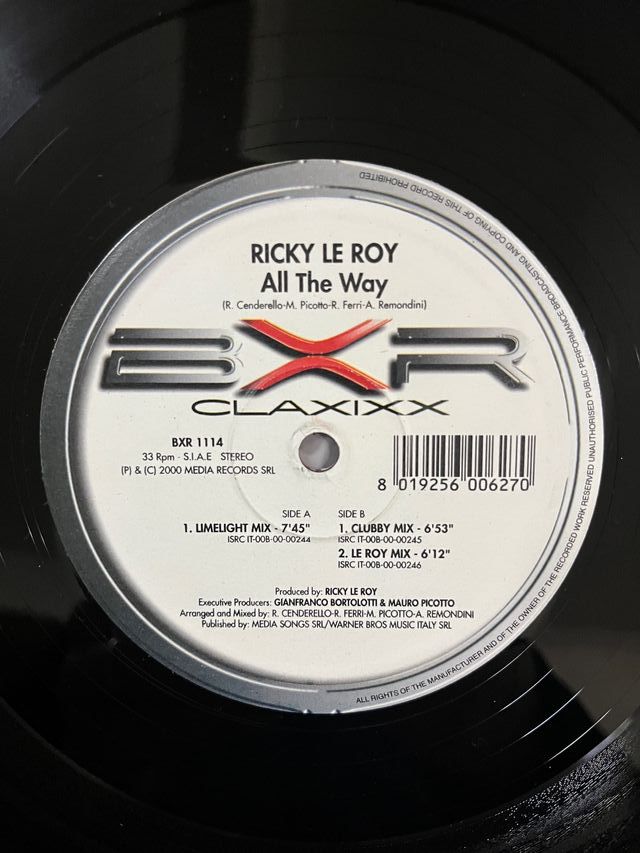 RICKY LE ROY
All The Way
(R. Cenderello-M. Picotto-R. Ferri-A. Remondini)
BXR
CLAXIXX
BXR 1114
33 Rpm - S.I.A.E STEREO
(P) & (C) 2000 MEDIA RECORDS SRL
8 019256 006270
SIDE A
1. LIMELIGHT MIX - 7'45"
ISRC IT-00B-00-00244
SIDE B
1. CLUBBY MIX - 6'53"
ISRC IT-00B-00-00245
2. LE ROY MIX - 6'12"
ISRC IT-00B-00-00246
Produced by: RICKY LE ROY
Executive Producers: GIANFRANCO BORTOLOTTI & MAURO PICOTTO
Arranged and Mixed by: R. CENDERELLO-R. FERRI-M. PICOTTO-A. REMONDINI
Published by: MEDIA SONGS SRL/WARNER BROS MUSIC ITALY SRL
ALL RIGHTS OF THE MANUFACTURER AND OF THE OWNER OF THE RECORDED WORK RESERVED UNAUTHORISED PUBLIC PERFORMANCE BROADCASTING AND COPYING OF THIS RECORD PROHIBITED